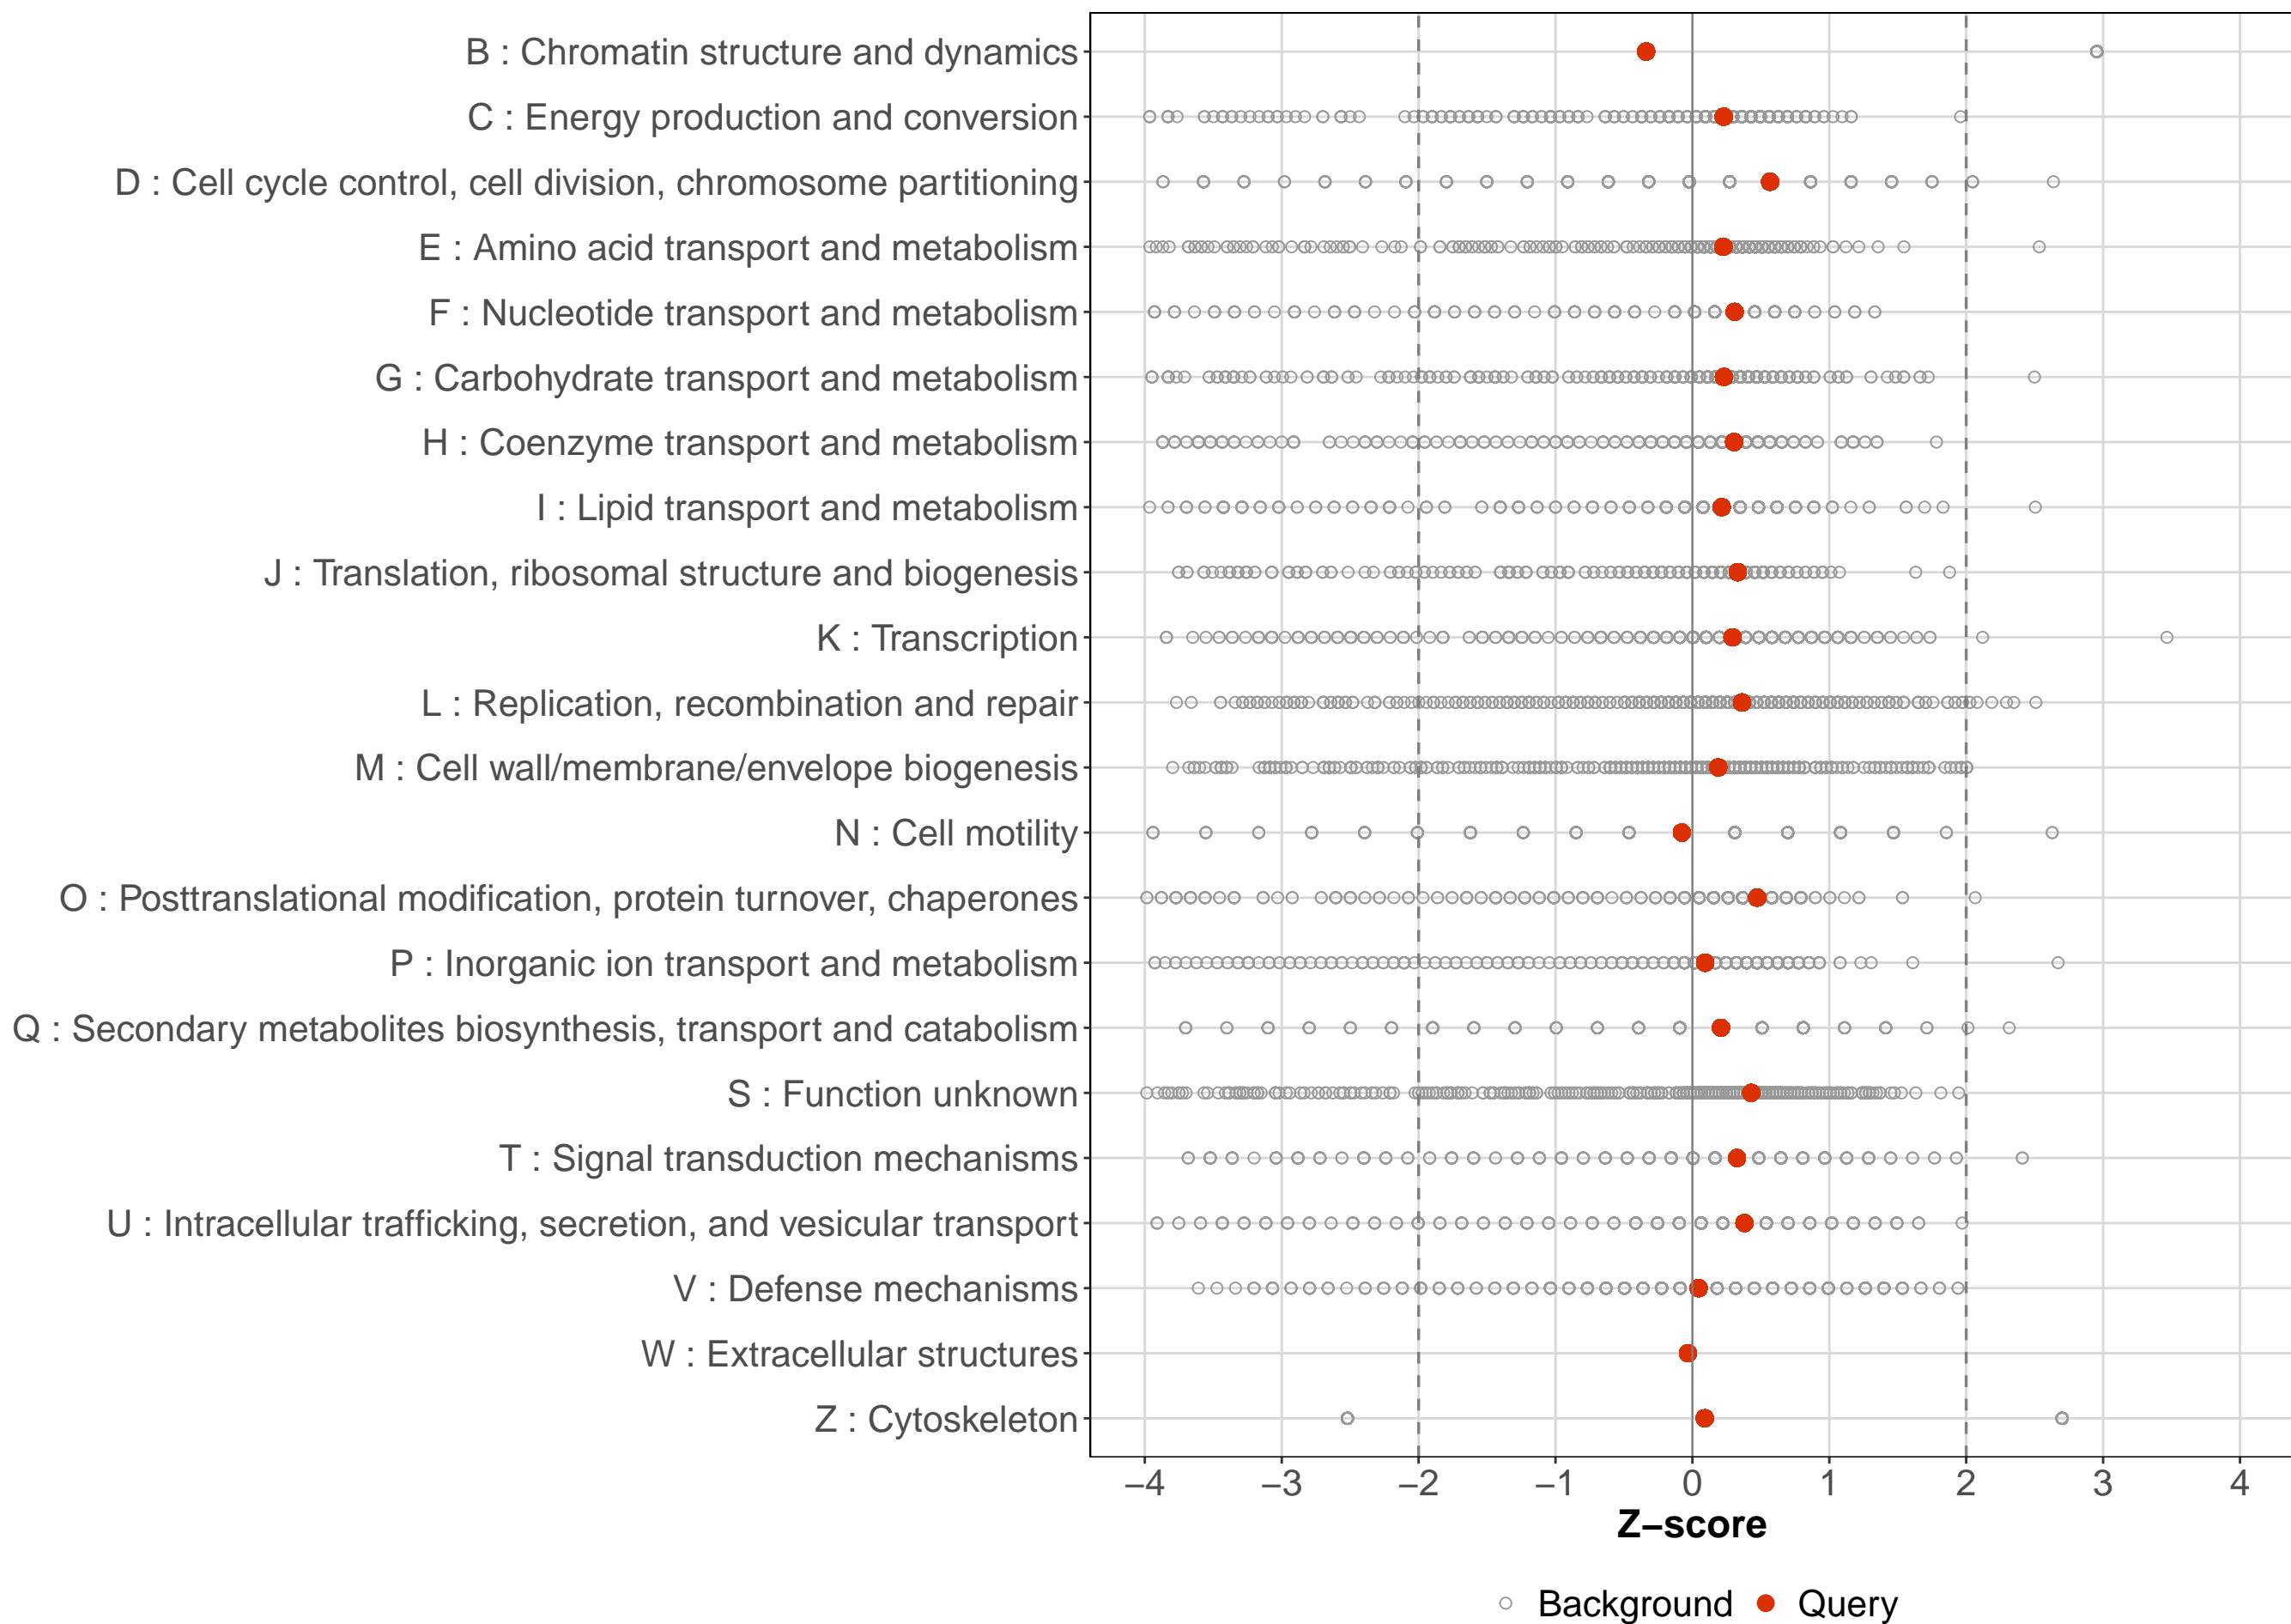 B : Chromatin structure and dynamics
C : Energy production and conversion
D : Cell cycle control, cell division, chromosome partitioning
E : Amino acid transport and metabolism
F : Nucleotide transport and metabolism
G : Carbohydrate transport and metabolism
H : Coenzyme transport and metabolism
I : Lipid transport and metabolism
J : Translation, ribosomal structure and biogenesis
K : Transcription
L : Replication, recombination and repair
M : Cell wall/membrane/envelope biogenesis
N : Cell motility
O : Posttranslational modification, protein turnover, chaperones
P : Inorganic ion transport and metabolism
Q : Secondary metabolites biosynthesis, transport and catabolism
S : Function unknown
T : Signal transduction mechanisms
U : Intracellular trafficking, secretion, and vesicular transport
V : Defense mechanisms
W : Extracellular structures
Z : Cytoskeleton
−4 −3 −2 −1 0 1 2 3 4
Z−score
Background Query